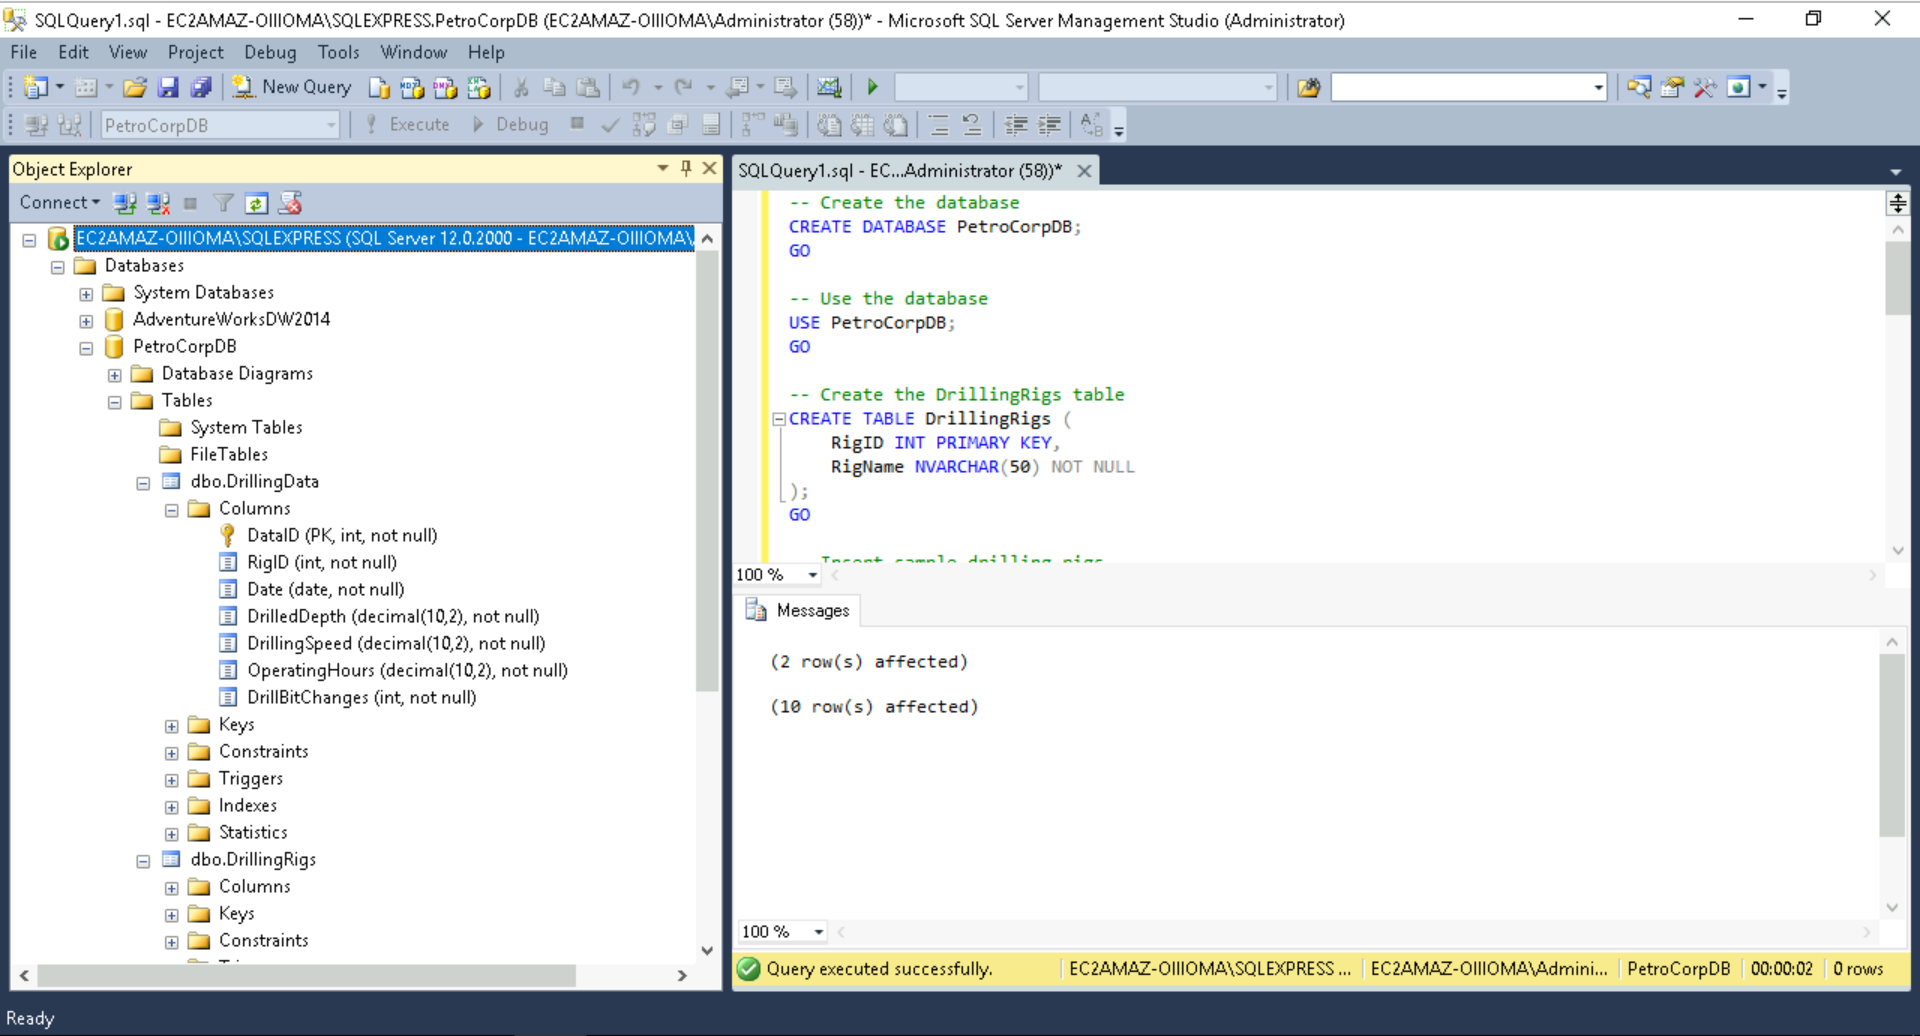 SQLQuery1.sql - EC2AMAZ-OIIIOMA\SQLEXPRESS.PetroCorpDB (EC2AMAZ-OIIIOMA\Administrator (58))* - Microsoft SQL Server Management Studio (Administrator)
File Edit View Project Debug Tools Window Help
New Query
PetroCorpDB
Execute
Debug
Object Explorer
Connect
EC2AMAZ-OIIIOMA\SQLEXPRESS (SQL Server 12.0.2000 - EC2AMAZ-OIIIOMA\
Databases
System Databases
AdventureWorksDW2014
PetroCorpDB
Database Diagrams
Tables
System Tables
FileTables
dbo.DrillingData
Columns
DataID (PK, int, not null)
RigID (int, not null)
Date (date, not null)
DrilledDepth (decimal(10,2), not null)
DrillingSpeed (decimal(10,2), not null)
OperatingHours (decimal(10,2), not null)
DrillBitChanges (int, not null)
Keys
Constraints
Triggers
Indexes
Statistics
dbo.DrillingRigs
Columns
Keys
Constraints
SQLQuery1.sql - EC...Administrator (58))*
-- Create the database
CREATE DATABASE PetroCorpDB;
GO
-- Use the database
USE PetroCorpDB;
GO
-- Create the DrillingRigs table
CREATE TABLE DrillingRigs (
RigID INT PRIMARY KEY,
RigName NVARCHAR(50) NOT NULL
);
GO
Insert sample drilling rigs
100 %
Messages
(2 row(s) affected)
(10 row(s) affected)
100 %
Query executed successfully.
EC2AMAZ-OIIIOMA\SQLEXPRESS ...
EC2AMAZ-OIIIOMA\Admini...
PetroCorpDB
00:00:02
0 rows
Ready